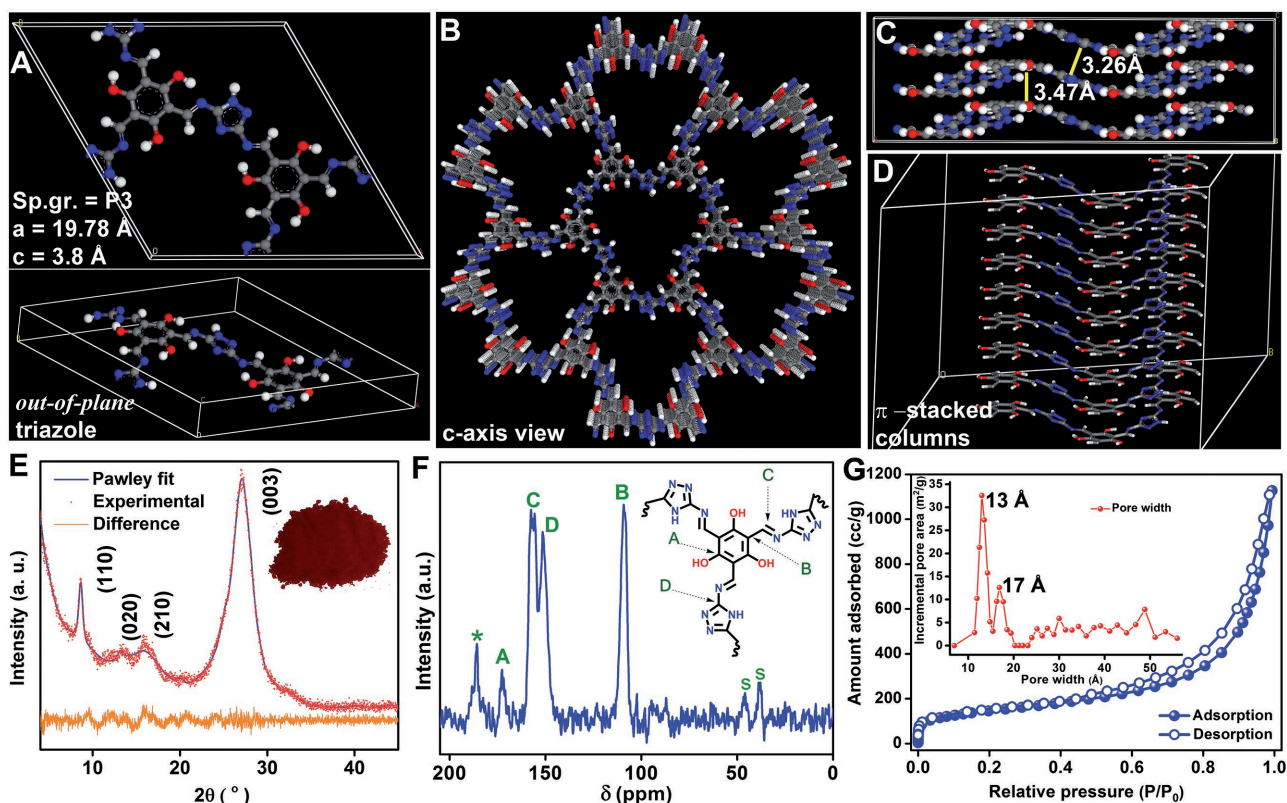 A
Sp.gr. = P3
a = 19.78 Å
c = 3.8 Å
out-of-plane
triazole
B
c-axis view
C
3.26Å
3.47Å
D
π –stacked
columns
E
Pawley fit
Experimental
Difference
(003)
(110)
(020)
(210)
Intensity (a. u.)
10
20
30
40
2θ ( ° )
F
C
D
B
*
A
S
S
N
N
N
H
N
OH
C
N
N
N
N
H
A
HO
OH
B
D
N
N
NH
N
Intensity (a.u.)
200
150
100
50
0
δ (ppm)
G
1200
1000
800
600
400
200
0
Amount adsorbed (cc/g)
35
30
25
20
15
10
5
0
Incremental pore area (m²/g)
13 Å
17 Å
Pore width
10
20
30
40
50
Pore width (Å)
Adsorption
Desorption
0.0
0.2
0.4
0.6
0.8
1.0
Relative pressure (P/P₀)